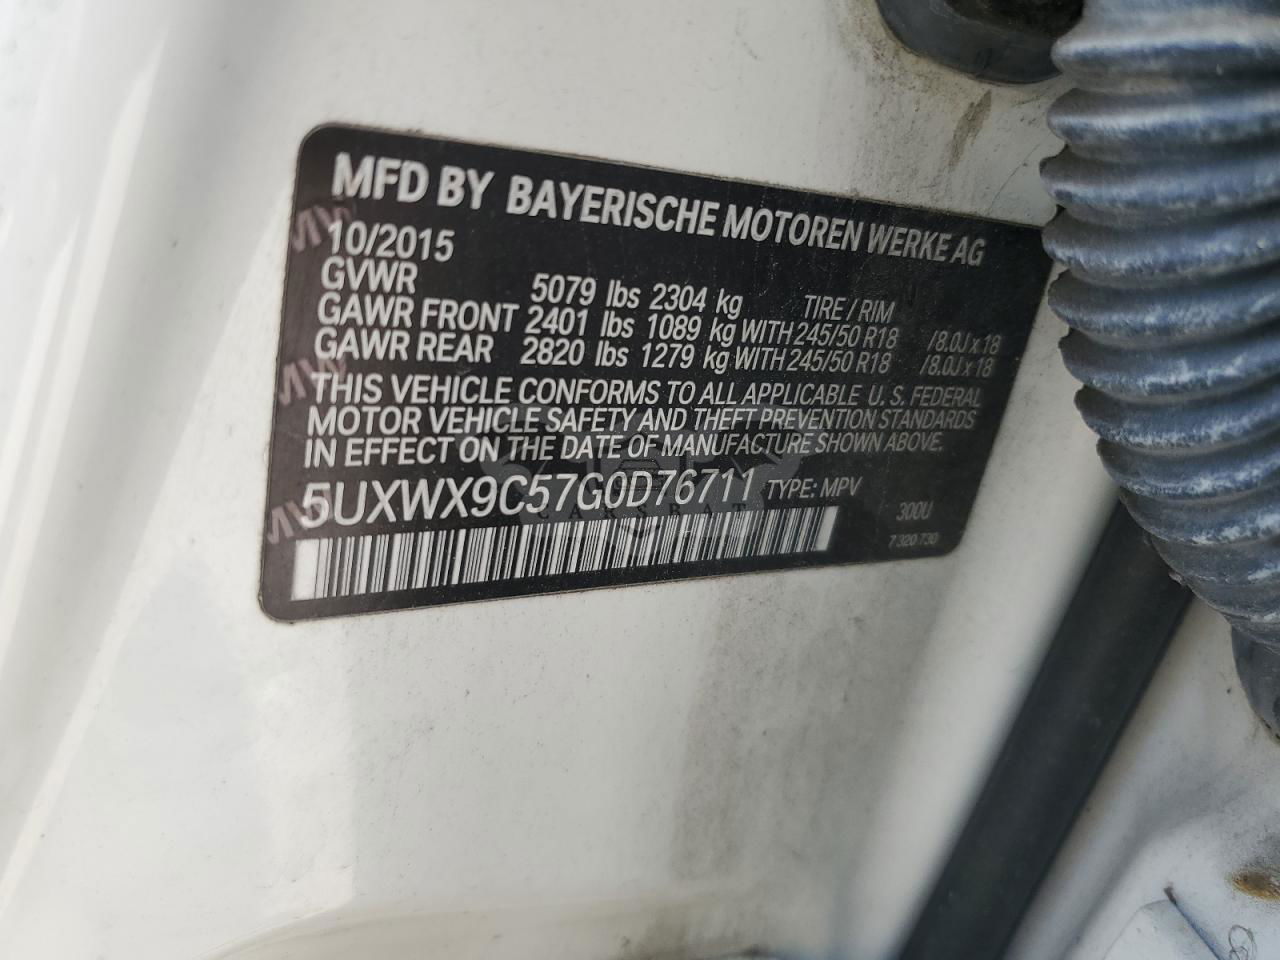 MFD BY BAYERISCHE MOTOREN WERKE AG
10/2015
GVWR 5079 lbs 2304 kg TIRE / RIM
GAWR FRONT 2401 lbs 1089 kg WITH 245/50 R18 /8.0J x 18
GAWR REAR 2820 lbs 1279 kg WITH 245/50 R18 /8.0J x 18
THIS VEHICLE CONFORMS TO ALL APPLICABLE U. S. FEDERAL
MOTOR VEHICLE SAFETY AND THEFT PREVENTION STANDARDS
IN EFFECT ON THE DATE OF MANUFACTURE SHOWN ABOVE.
5UXWX9C57G0D76711 TYPE: MPV
300U
7 320 730